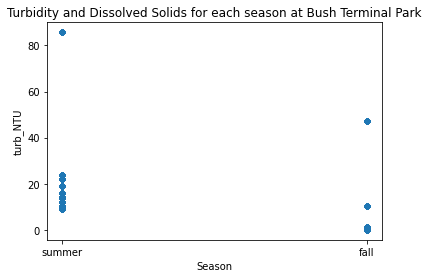 Turbidity and Dissolved Solids for each season at Bush Terminal Park
80
60
40
20
0
turb_NTU
summer
fall
Season